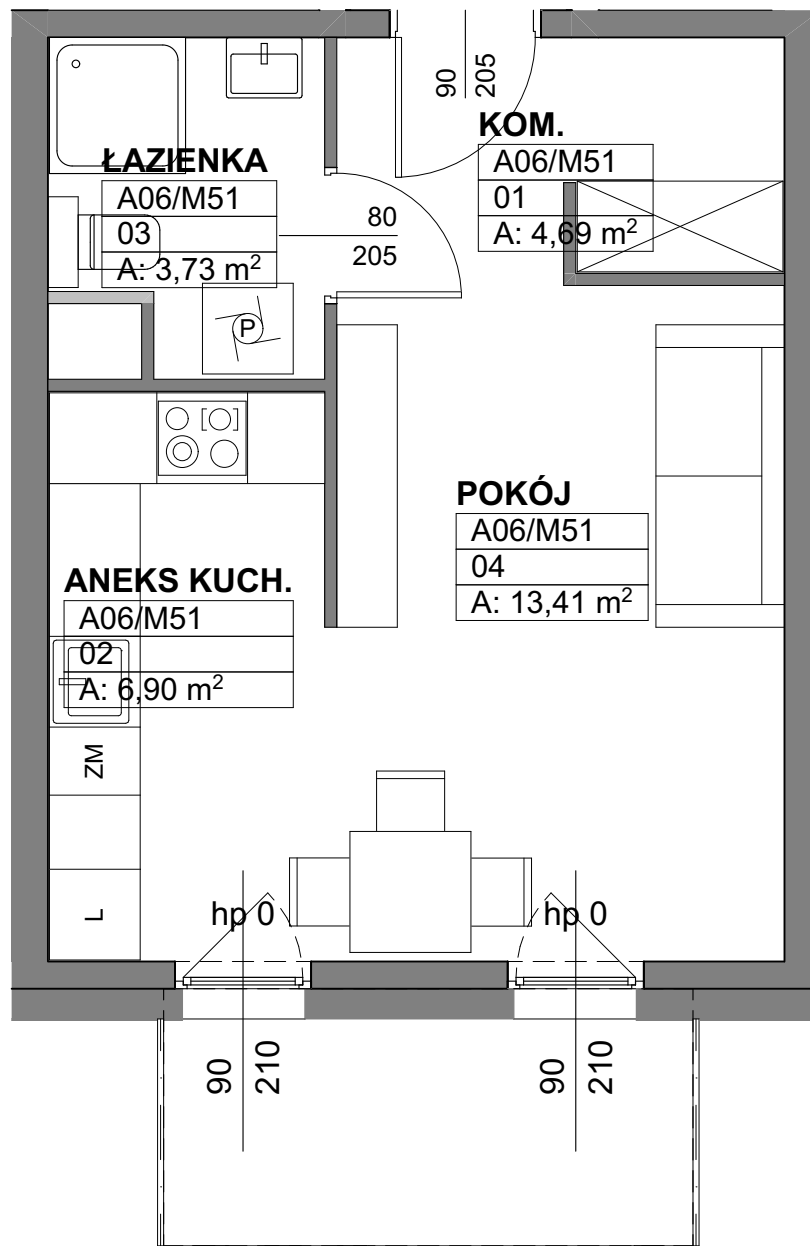 90
205
KOM.
A06/M51
01
A: 4,69 m²
ŁAZIENKA
A06/M51
03
A: 3,73 m²
80
205
P
POKÓJ
A06/M51
04
A: 13,41 m²
ANEKS KUCH.
A06/M51
02
A: 6,90 m²
ZM
L
hp 0
hp 0
90
210
90
210